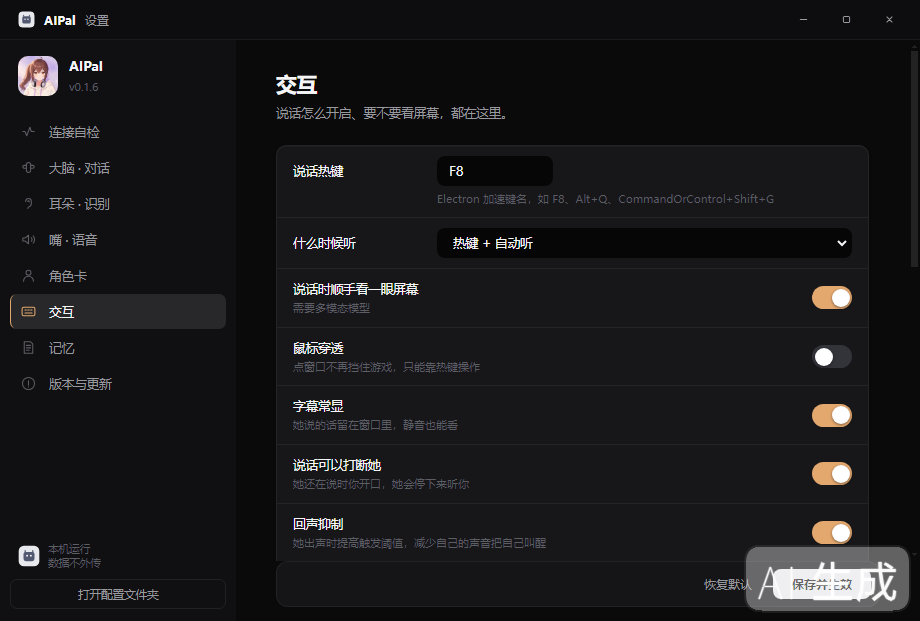 AIPal 设置
AIPal
v0.1.6
连接自检
大脑 · 对话
耳朵 · 识别
嘴 · 语音
角色卡
交互
记忆
版本与更新
本机运行
数据不外传
打开配置文件夹
交互
说话怎么开启、要不要看屏幕，都在这里。
说话热键
F8
Electron 加速键名，如 F8、Alt+Q、CommandOrControl+Shift+G
什么时候听
热键 + 自动听
说话时顺手看一眼屏幕
需要多模态模型
鼠标穿透
点窗口不再挡住游戏，只能靠热键操作
字幕常显
她说的话留在窗口里，静音也能看
说话可以打断她
她还在说时你开口，她会停下来听你
回声抑制
她出声时提高触发阈值，减少自己的声音把自己叫醒
恢复默认
保存并生效
AI 生成